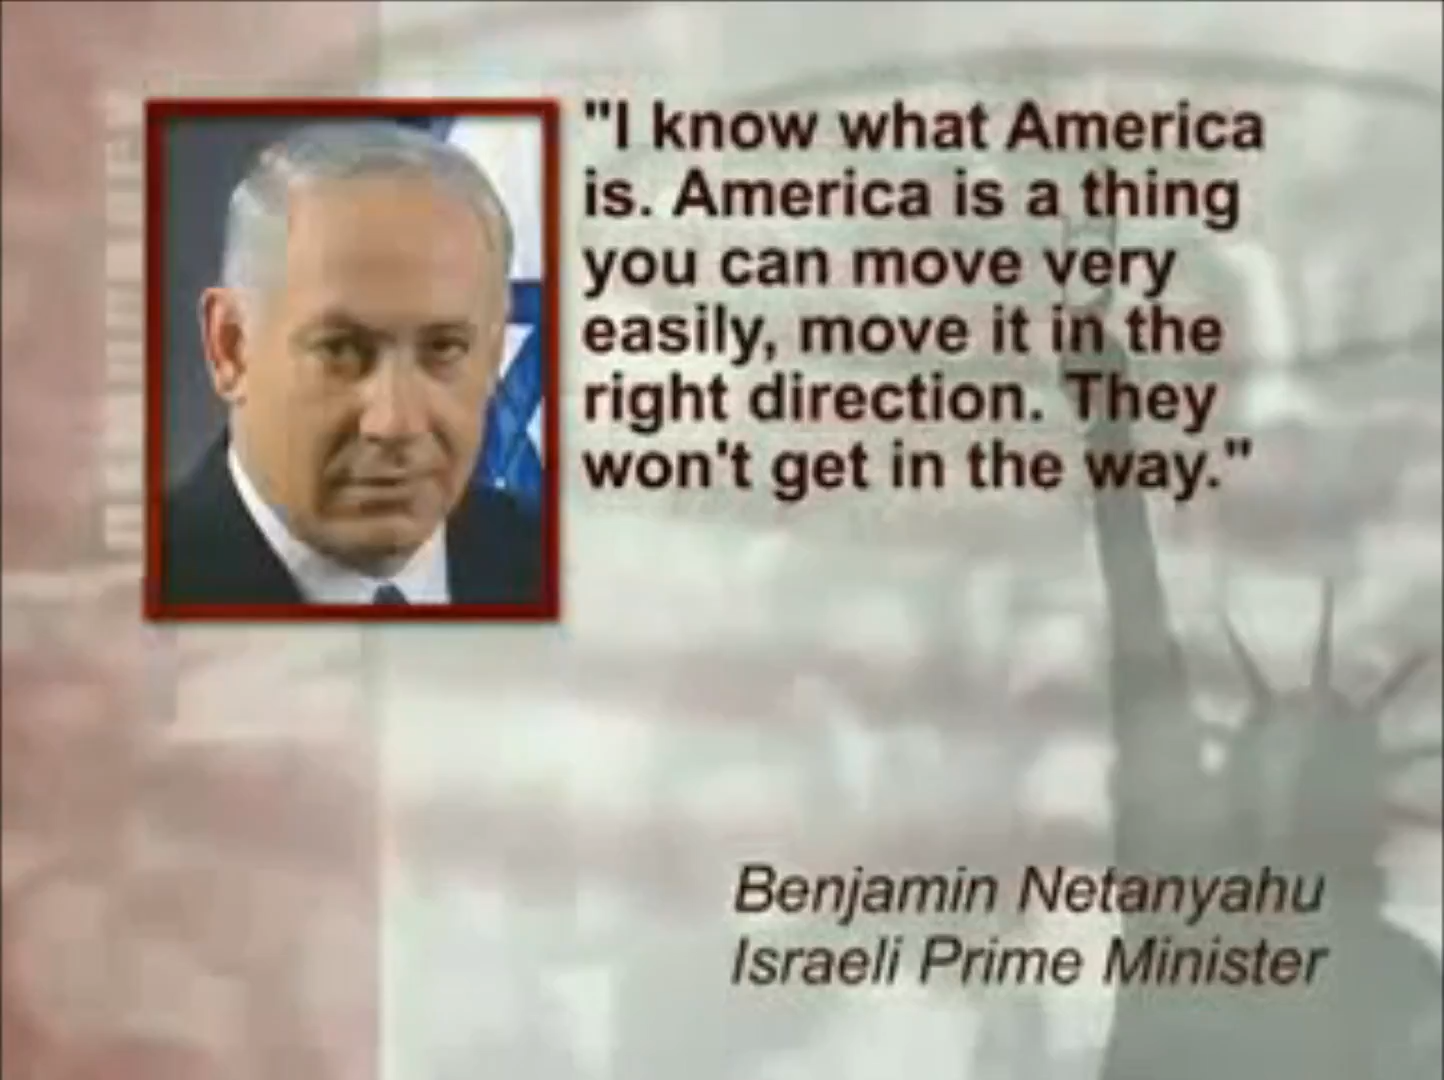 "I know what America
is. America is a thing
you can move very
easily, move it in the
right direction. They
won't get in the way."
Benjamin Netanyahu
Israeli Prime Minister